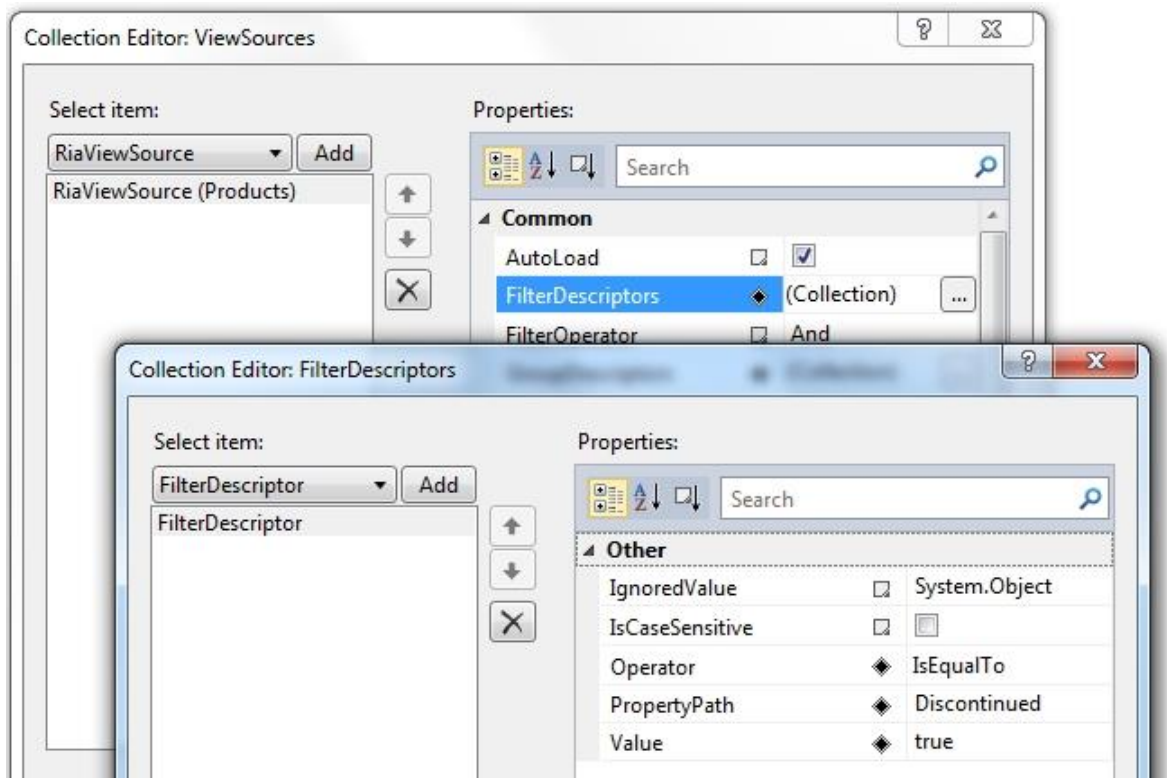 Collection Editor: ViewSources
Select item:
RiaViewSource
Add
RiaViewSource (Products)
Properties:
Search
Common
AutoLoad
FilterDescriptors (Collection) ...
FilterOperator And
Collection Editor: FilterDescriptors
Select item:
FilterDescriptor
Add
FilterDescriptor
Properties:
Search
Other
IgnoredValue System.Object
IsCaseSensitive
Operator IsEqualTo
PropertyPath Discontinued
Value true